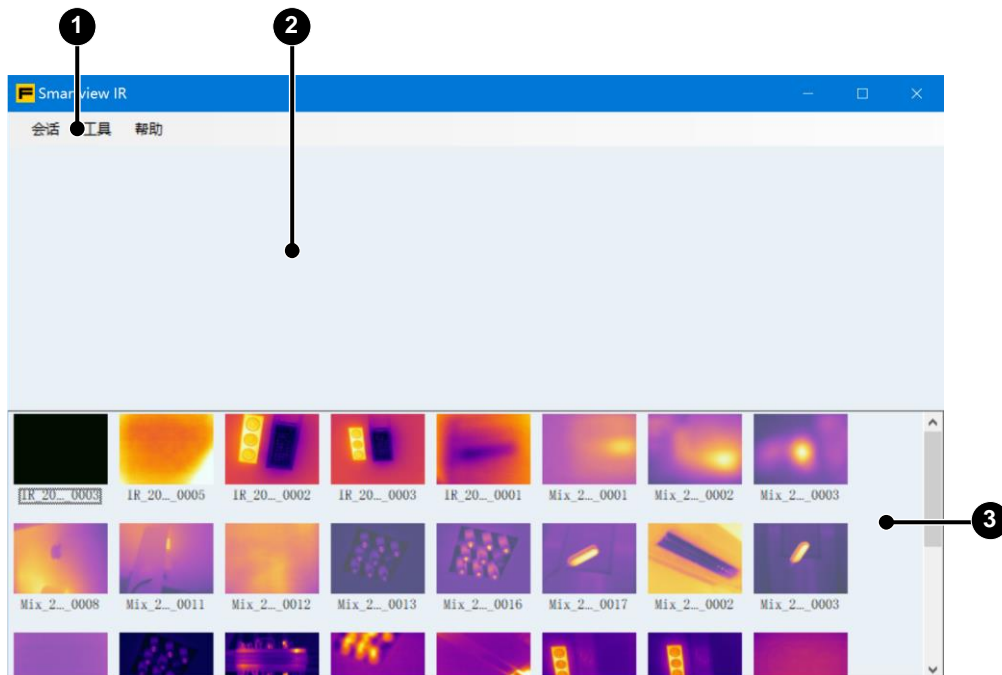 1
2
Smartview IR
会话 工具 帮助
IR_20…_0003 IR_20…_0005 IR_20…_0002 IR_20…_0003 IR_20…_0001 Mix_2…_0001 Mix_2…_0002 Mix_2…_0003
3
Mix_2…_0008 Mix_2…_0011 Mix_2…_0012 Mix_2…_0013 Mix_2…_0016 Mix_2…_0017 Mix_2…_0002 Mix_2…_0003